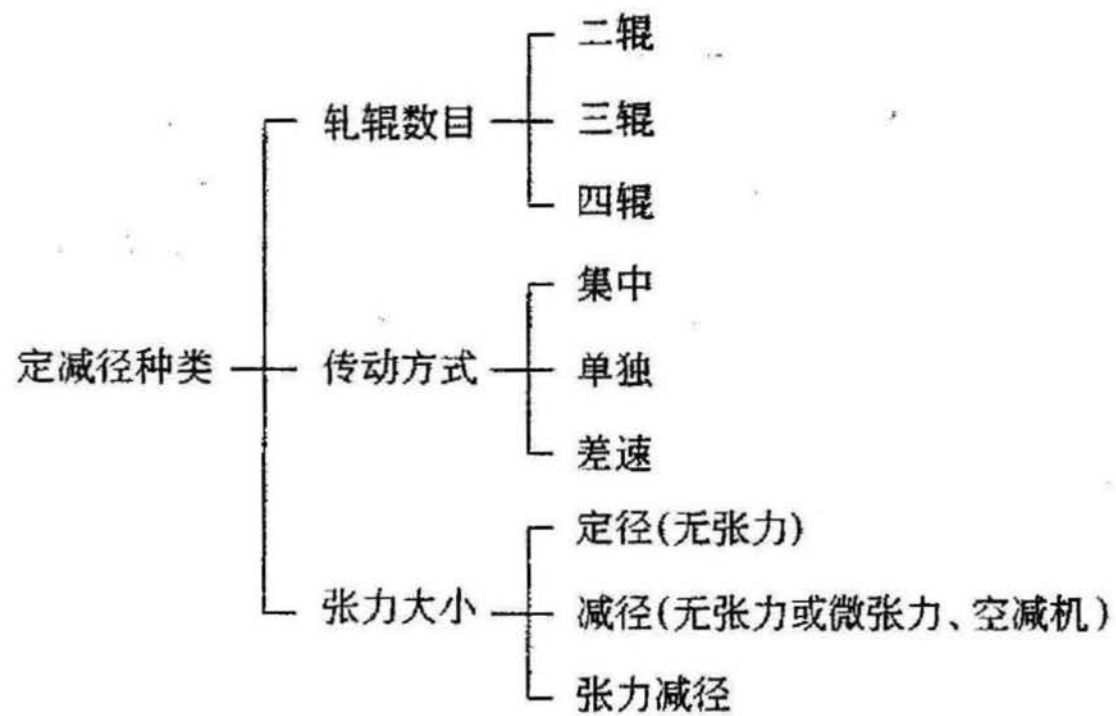 定减径种类
轧辊数目
二辊
三辊
四辊
传动方式
集中
单独
差速
张力大小
定径(无张力)
减径(无张力或微张力、空减机)
张力减径